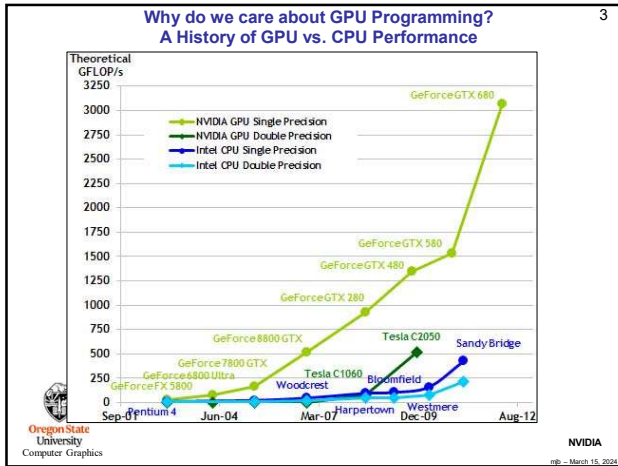 Why do we care about GPU Programming?
A History of GPU vs. CPU Performance
3
Theoretical
GFLOP/s
3250
3000
2750
2500
2250
2000
1750
1500
1250
1000
750
500
250
0
NVIDIA GPU Single Precision
NVIDIA GPU Double Precision
Intel CPU Single Precision
Intel CPU Double Precision
GeForce GTX 680
GeForce GTX 580
GeForce GTX 480
GeForce GTX 280
GeForce 8800 GTX
Tesla C2050
Sandy Bridge
GeForce 7800 GTX
Tesla C1060
GeForce 6800 Ultra
Bloomfield
Woodcrest
GeForce FX 5800
Pentium 4
Harpertown
Westmere
Sep-01
Jun-04
Mar-07
Dec-09
Aug-12
Oregon State
University
Computer Graphics
NVIDIA
mjb – March 15, 2024